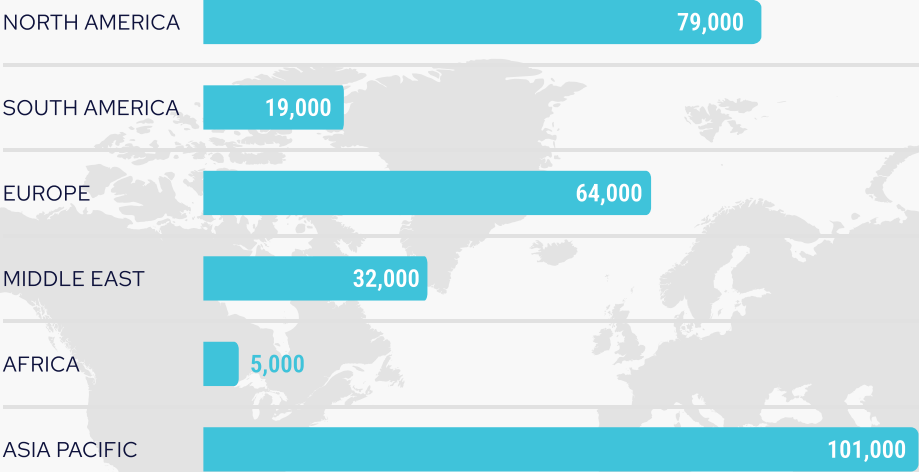 NORTH AMERICA 79,000
SOUTH AMERICA 19,000
EUROPE 64,000
MIDDLE EAST 32,000
AFRICA 5,000
ASIA PACIFIC 101,000